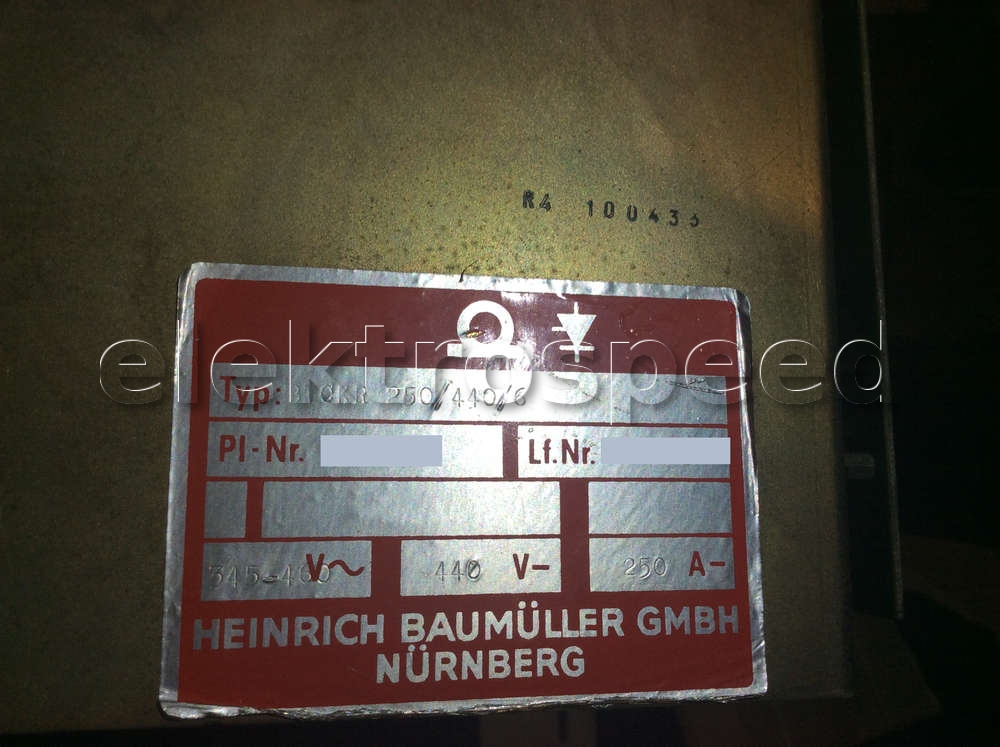 R4 100435
elektrospeed
Typ: 250/440/6
Pl-Nr. Lf.Nr.
345-460 V~ 440 V- 250 A-
HEINRICH BAUMÜLLER GMBH
NÜRNBERG